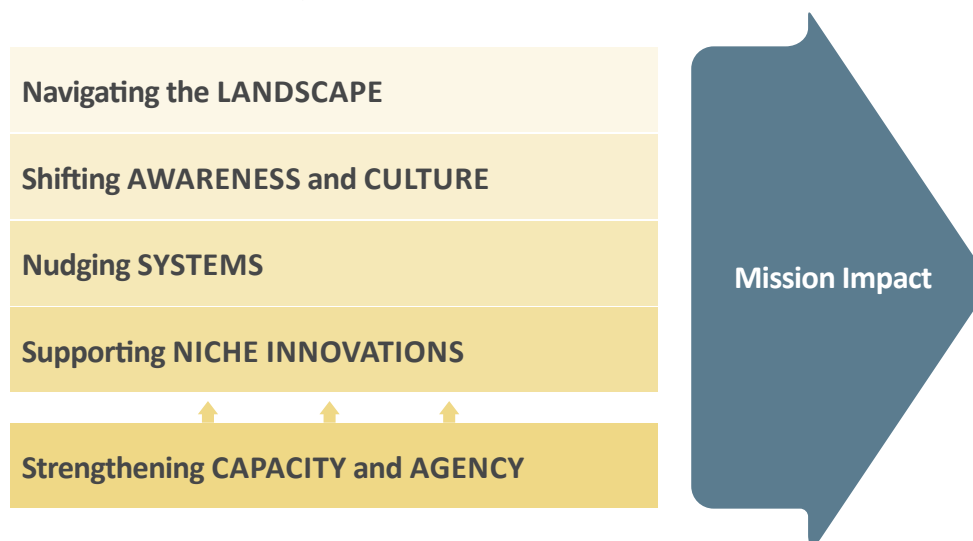 Navigating the LANDSCAPE
Shifting AWARENESS and CULTURE
Nudging SYSTEMS
Mission Impact
Supporting NICHE INNOVATIONS
Strengthening CAPACITY and AGENCY